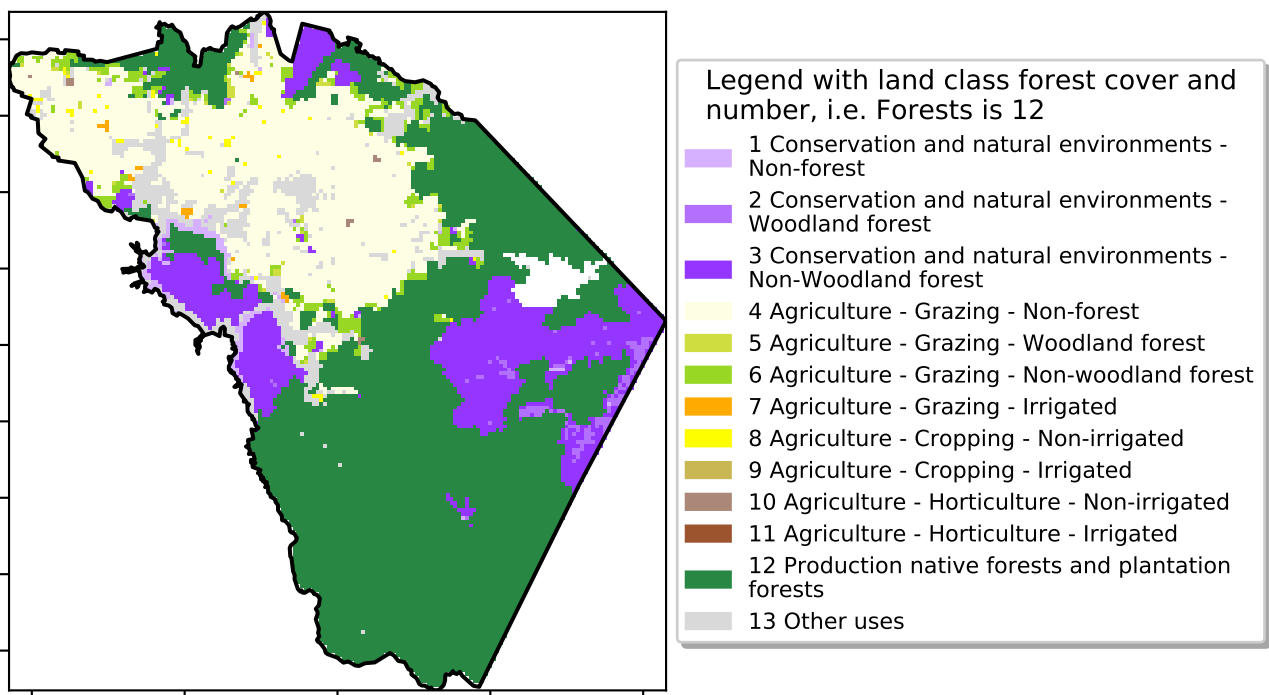 Legend with land class forest cover and
number, i.e. Forests is 12
1 Conservation and natural environments -
Non-forest
2 Conservation and natural environments -
Woodland forest
3 Conservation and natural environments -
Non-Woodland forest
4 Agriculture - Grazing - Non-forest
5 Agriculture - Grazing - Woodland forest
6 Agriculture - Grazing - Non-woodland forest
7 Agriculture - Grazing - Irrigated
8 Agriculture - Cropping - Non-irrigated
9 Agriculture - Cropping - Irrigated
10 Agriculture - Horticulture - Non-irrigated
11 Agriculture - Horticulture - Irrigated
12 Production native forests and plantation
forests
13 Other uses